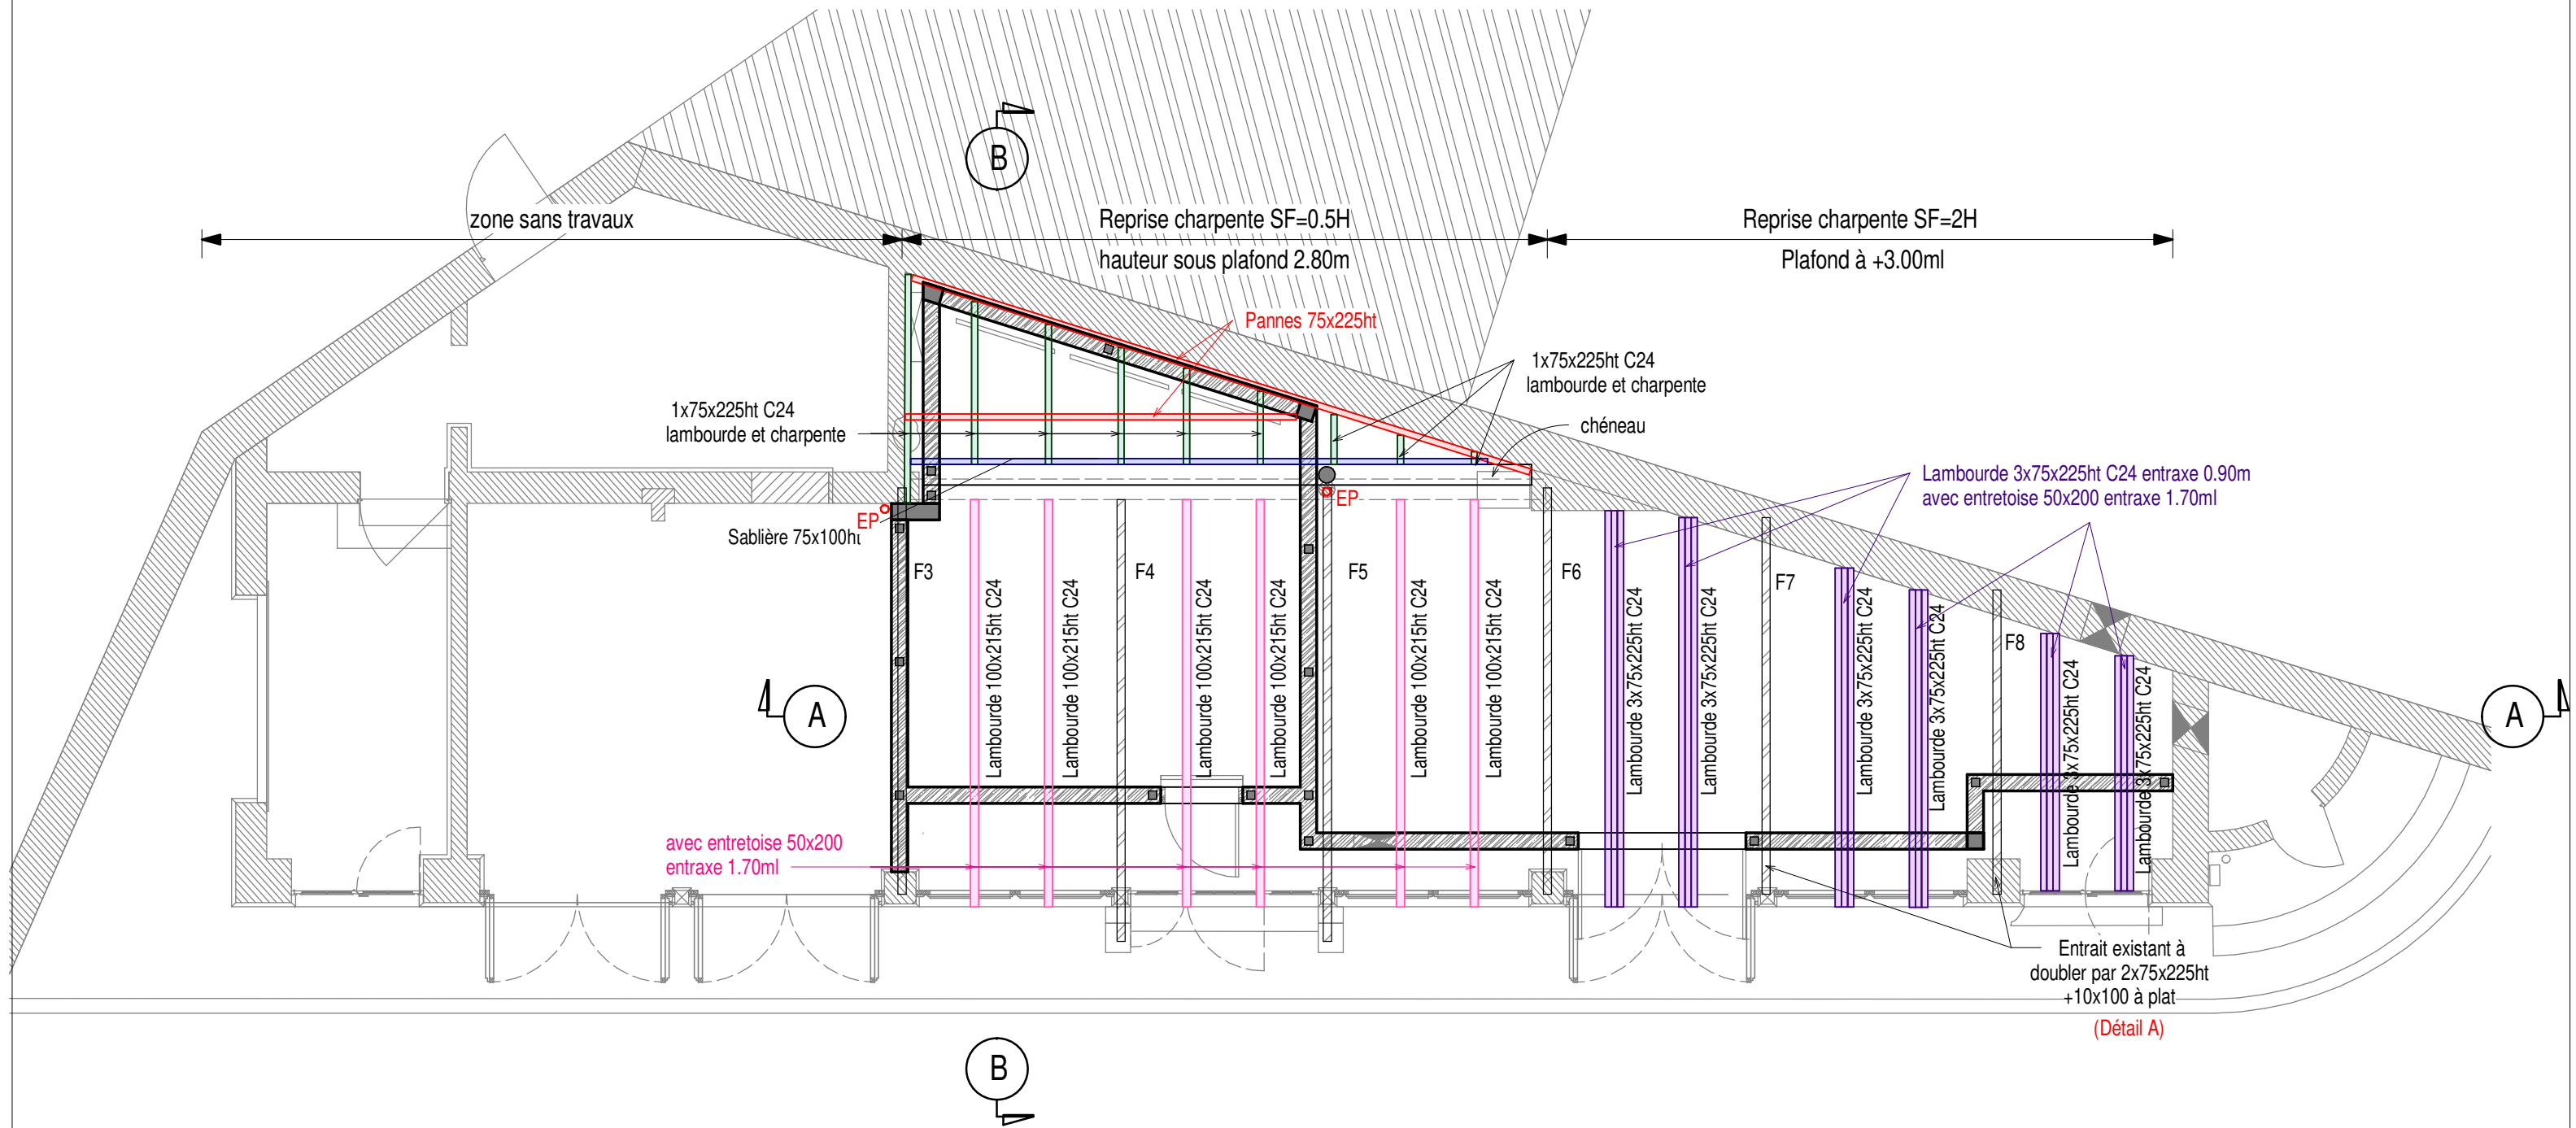 B
zone sans travaux
Reprise charpente SF=0.5H
hauteur sous plafond 2.80m
Reprise charpente SF=2H
Plafond à +3.00ml
Pannes 75x225ht
1x75x225ht C24
lambourde et charpente
1x75x225ht C24
lambourde et charpente
chéneau
Lambourde 3x75x225ht C24 entraxe 0.90m
avec entretoise 50x200 entraxe 1.70ml
EP
EP
Sablière 75x100ht
F3
F4
F5
F6
F7
F8
Lambourde 100x215ht C24
Lambourde 100x215ht C24
Lambourde 100x215ht C24
Lambourde 100x215ht C24
Lambourde 100x215ht C24
Lambourde 100x215ht C24
Lambourde 3x75x225ht C24
Lambourde 3x75x225ht C24
Lambourde 3x75x225ht C24
Lambourde 3x75x225ht C24
Lambourde 3x75x225ht C24
Lambourde 3x75x225ht C24
A
A
avec entretoise 50x200
entraxe 1.70ml
Entrait existant à
doubler par 2x75x225ht
+10x100 à plat
(Détail A)
B